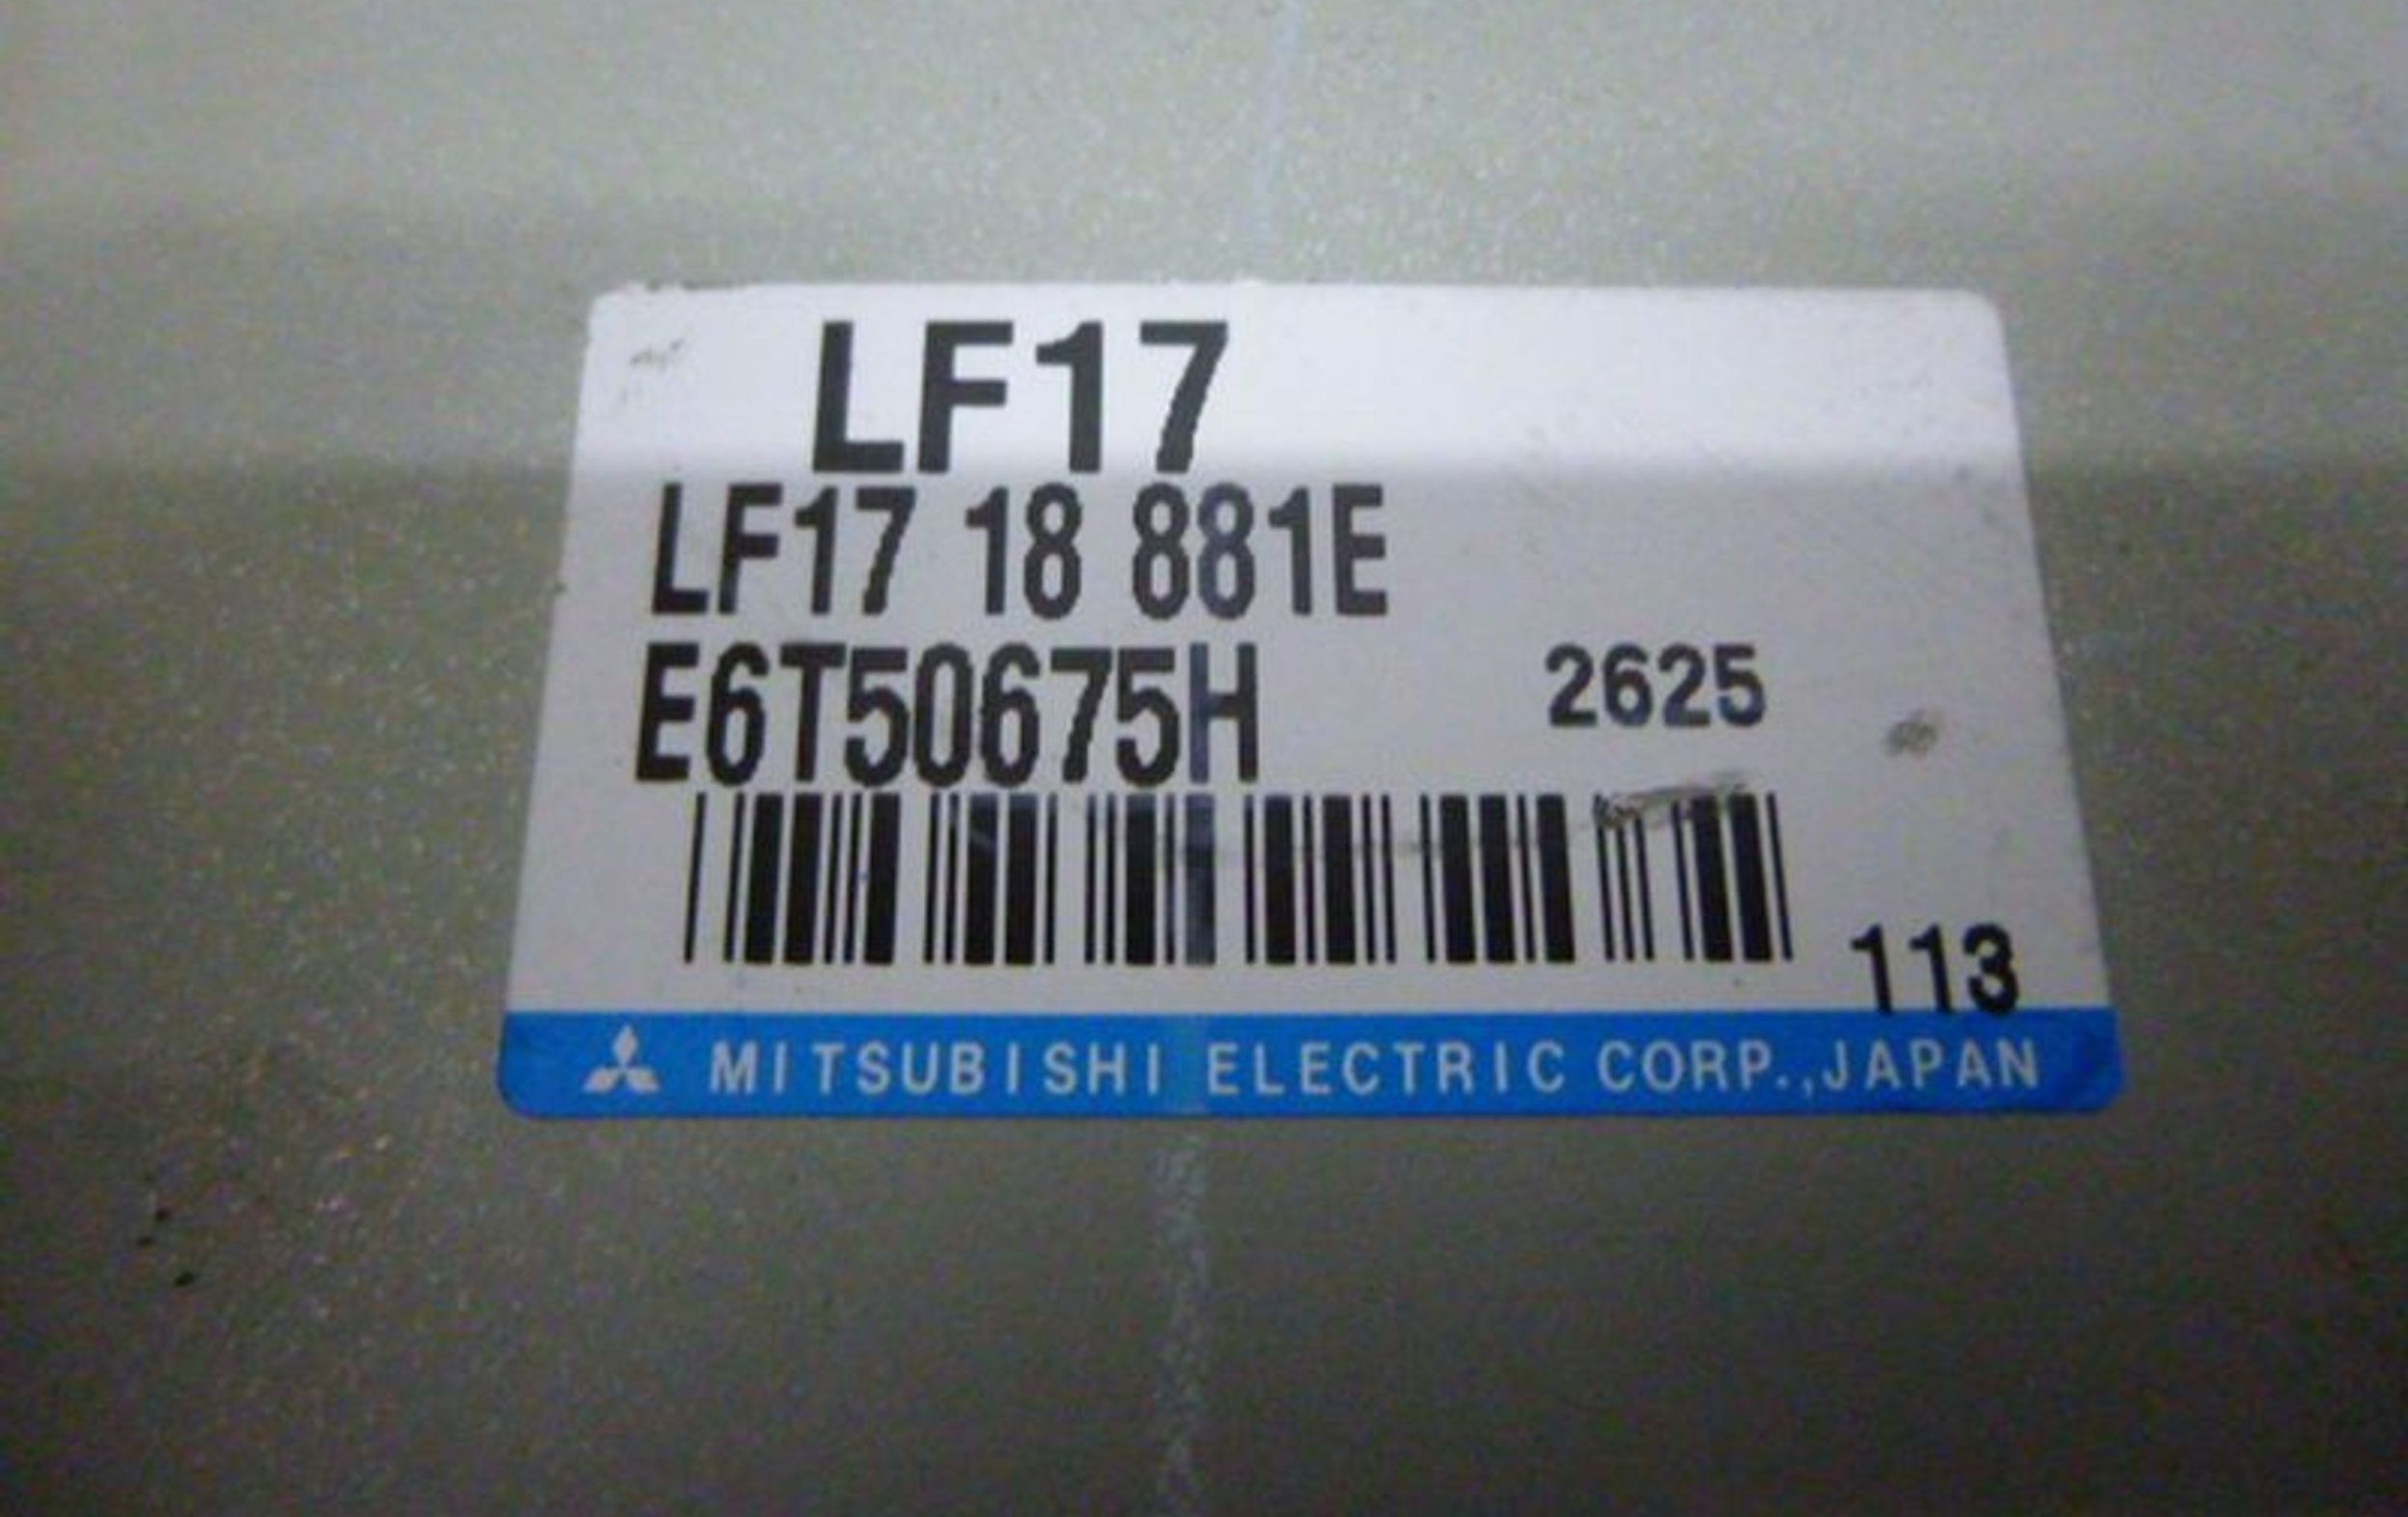 LF17
LF17 18 881E
E6T50675H 2625
113
MITSUBISHI ELECTRIC CORP.,JAPAN